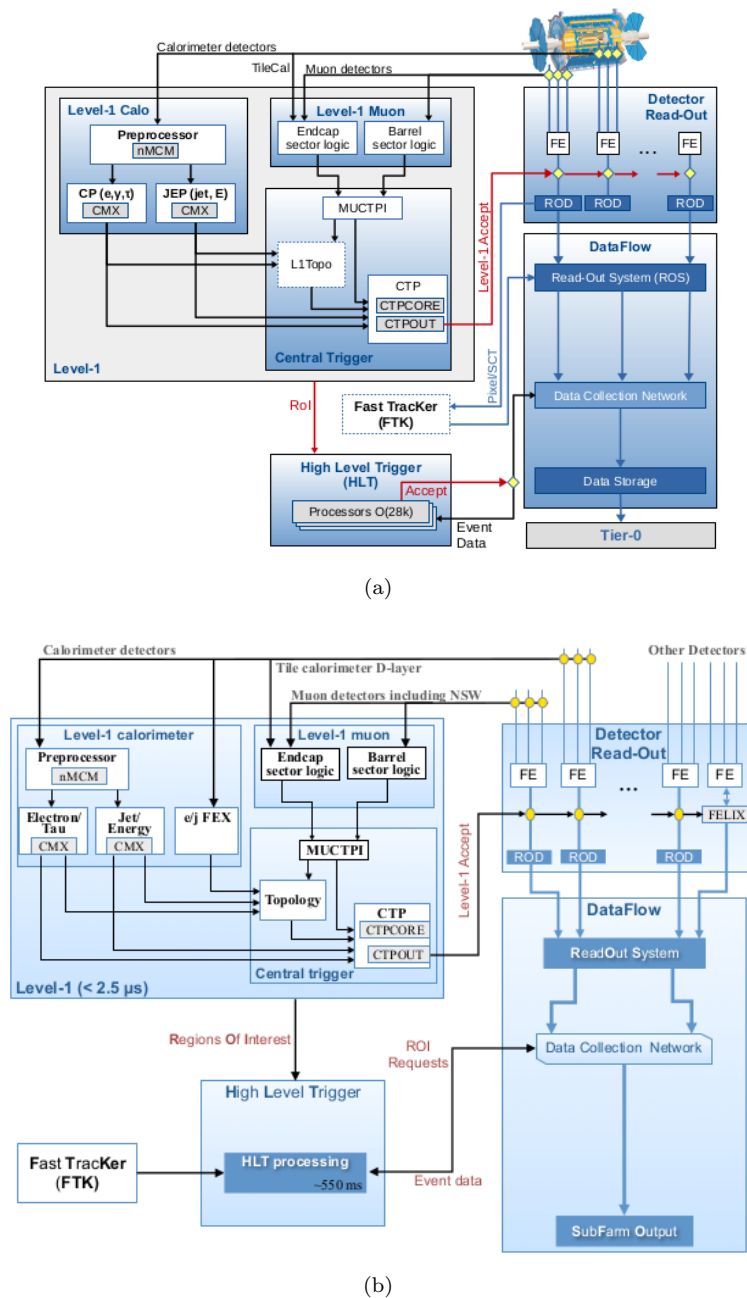 Calorimeter detectors
TileCal
Muon detectors
Level-1 Calo
Preprocessor
nMCM
CP (e,γ,τ)
CMX
JEP (jet, E)
CMX
Level-1 Muon
Endcap
sector logic
Barrel
sector logic
MUCTPI
L1Topo
CTP
CTPCORE
CTPOUT
Central Trigger
Level-1
Level-1 Accept
Detector
Read-Out
FE
FE
...
FE
ROD
ROD
ROD
DataFlow
Read-Out System (ROS)
Data Collection Network
Data Storage
Tier-0
Pixel/SCT
RoI
Fast TracKer
(FTK)
High Level Trigger
(HLT)
Accept
Processors O(28k)
Event
Data
(a)
Calorimeter detectors
Tile calorimeter D-layer
Muon detectors including NSW
Other Detectors
Level-1 calorimeter
Preprocessor
nMCM
Electron/
Tau
CMX
Jet/
Energy
CMX
e/j FEX
Level-1 muon
Endcap
sector logic
Barrel
sector logic
MUCTPI
Topology
CTP
CTPCORE
CTPOUT
Central trigger
Level-1 (< 2.5 μs)
Level-1 Accept
Detector
Read-Out
FE
FE
...
FE
FE
FELIX
ROD
ROD
ROD
DataFlow
ReadOut System
Data Collection Network
SubFarm Output
Regions Of Interest
ROI
Requests
High Level Trigger
HLT processing
~550 ms
Event data
Fast TracKer
(FTK)
(b)